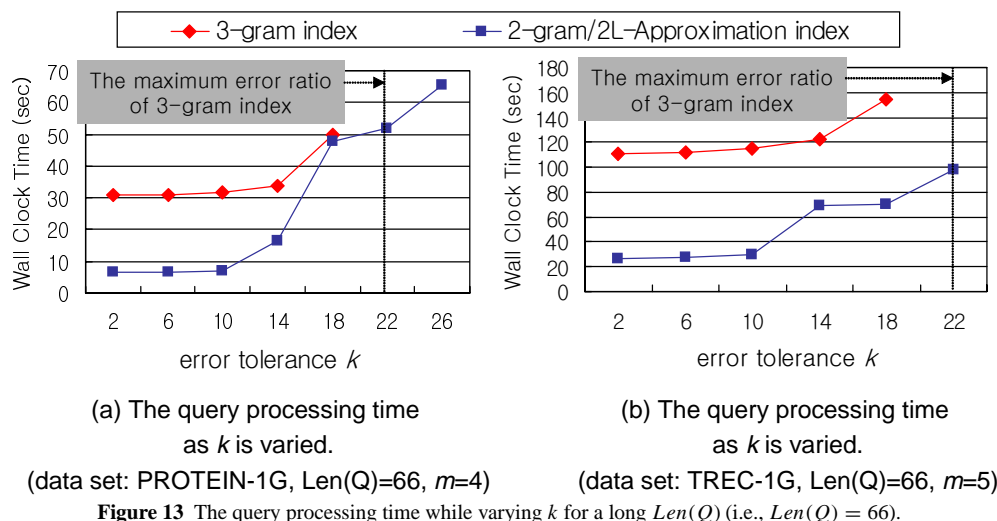 3-gram index 2-gram/2L-Approximation index
Wall Clock Time (sec)
70
60
50
40
30
20
10
0
The maximum error ratio
of 3-gram index
2 6 10 14 18 22 26
error tolerance k
(a) The query processing time
as k is varied.
(data set: PROTEIN-1G, Len(Q)=66, m=4)
Wall Clock Time (sec)
180
160
140
120
100
80
60
40
20
0
The maximum error ratio
of 3-gram index
2 6 10 14 18 22
error tolerance k
(b) The query processing time
as k is varied.
(data set: TREC-1G, Len(Q)=66, m=5)
Figure 13 The query processing time while varying k for a long Len(Q) (i.e., Len(Q) = 66).